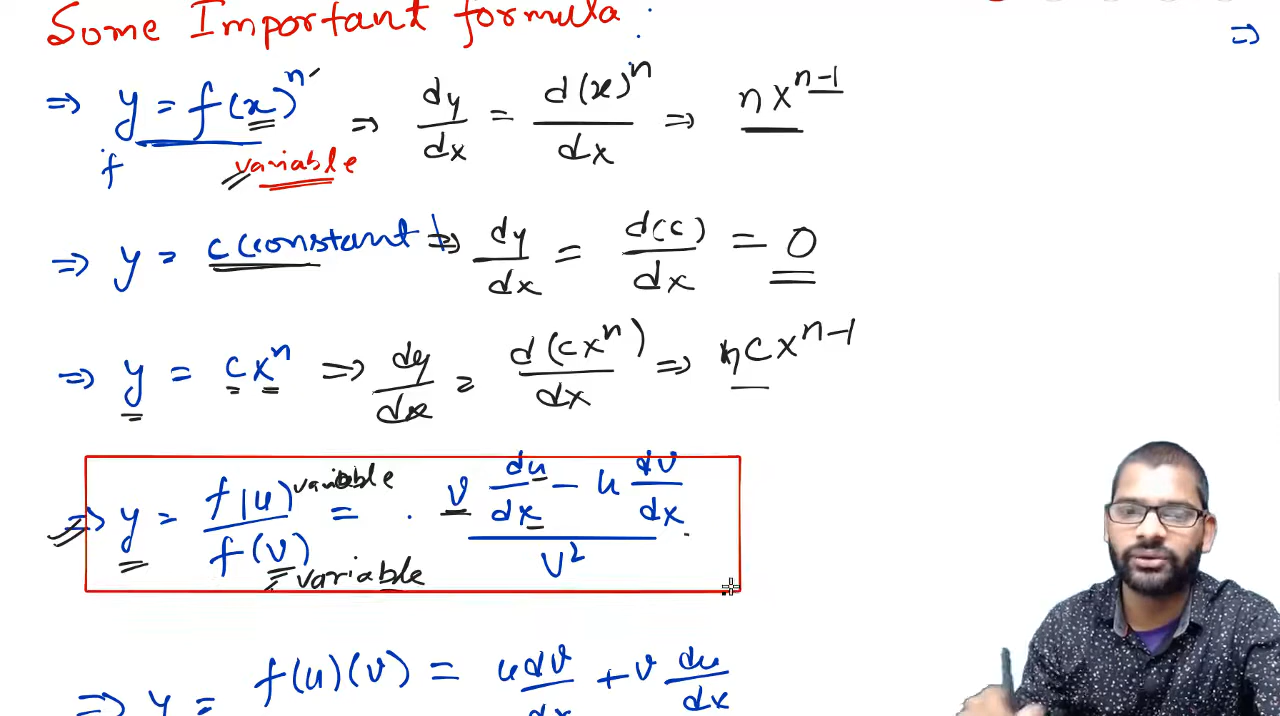 Some Important formula :
⇒
⇒ y = f(x)^n ⇒ dy/dx = d(x)^n/dx ⇒ nx^(n-1)
f variable
⇒ y = c(constant) ⇒ dy/dx = d(c)/dx = 0
⇒ y = cx^n ⇒ dy/dx = d(cx^n)/dx ⇒ ncx^(n-1)
⇒ y = f(u) variable / f(v) variable = . (v du/dx - u dv/dx) / v^2 .
⇒ y = f(u)(v) = u dv/dx + v du/dx